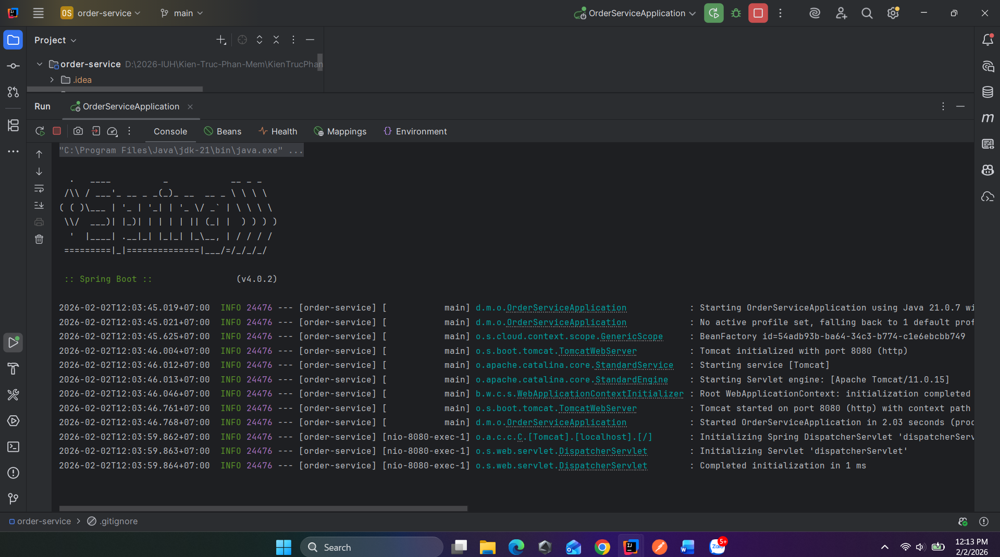 OS order-service main OrderServiceApplication
Project
order-service D:\2026-IUH\Kien-Truc-Phan-Mem\KienTrucPhan
.idea
Run OrderServiceApplication
Console Beans Health Mappings Environment
"C:\Program Files\Java\jdk-21\bin\java.exe" ...
  .   ____          _            __ _ _
 /\\ / ___'_ __ _ _(_)_ __  __ _ \ \ \ \
( ( )\___ | '_ | '_| | '_ \/ _` | \ \ \ \
 \\/  ___)| |_)| | | | | || (_| |  ) ) ) )
  '  |____| .__|_| |_|_| |_\__, | / / / /
 =========|_|==============|___/=/_/_/_/
:: Spring Boot ::                (v4.0.2)
2026-02-02T12:03:45.019+07:00  INFO 24476 --- [order-service] [           main] d.m.o.OrderServiceApplication            : Starting OrderServiceApplication using Java 21.0.7 wi
2026-02-02T12:03:45.021+07:00  INFO 24476 --- [order-service] [           main] d.m.o.OrderServiceApplication            : No active profile set, falling back to 1 default prof
2026-02-02T12:03:45.625+07:00  INFO 24476 --- [order-service] [           main] o.s.cloud.context.scope.GenericScope     : BeanFactory id=54adb93b-ba64-34c3-b774-c1e6ebcbb749
2026-02-02T12:03:46.004+07:00  INFO 24476 --- [order-service] [           main] o.s.boot.tomcat.TomcatWebServer          : Tomcat initialized with port 8080 (http)
2026-02-02T12:03:46.012+07:00  INFO 24476 --- [order-service] [           main] o.apache.catalina.core.StandardService   : Starting service [Tomcat]
2026-02-02T12:03:46.013+07:00  INFO 24476 --- [order-service] [           main] o.apache.catalina.core.StandardEngine    : Starting Servlet engine: [Apache Tomcat/11.0.15]
2026-02-02T12:03:46.046+07:00  INFO 24476 --- [order-service] [           main] b.w.c.s.WebApplicationContextInitializer : Root WebApplicationContext: initialization completed
2026-02-02T12:03:46.761+07:00  INFO 24476 --- [order-service] [           main] o.s.boot.tomcat.TomcatWebServer          : Tomcat started on port 8080 (http) with context path
2026-02-02T12:03:46.768+07:00  INFO 24476 --- [order-service] [           main] d.m.o.OrderServiceApplication            : Started OrderServiceApplication in 2.03 seconds (proc
2026-02-02T12:03:59.862+07:00  INFO 24476 --- [order-service] [nio-8080-exec-1] o.a.c.c.C.[Tomcat].[localhost].[/]       : Initializing Spring DispatcherServlet 'dispatcherServ
2026-02-02T12:03:59.863+07:00  INFO 24476 --- [order-service] [nio-8080-exec-1] o.s.web.servlet.DispatcherServlet        : Initializing Servlet 'dispatcherServlet'
2026-02-02T12:03:59.864+07:00  INFO 24476 --- [order-service] [nio-8080-exec-1] o.s.web.servlet.DispatcherServlet        : Completed initialization in 1 ms
order-service > .gitignore
Search
Zalo 5+
12:13 PM
2/2/2026